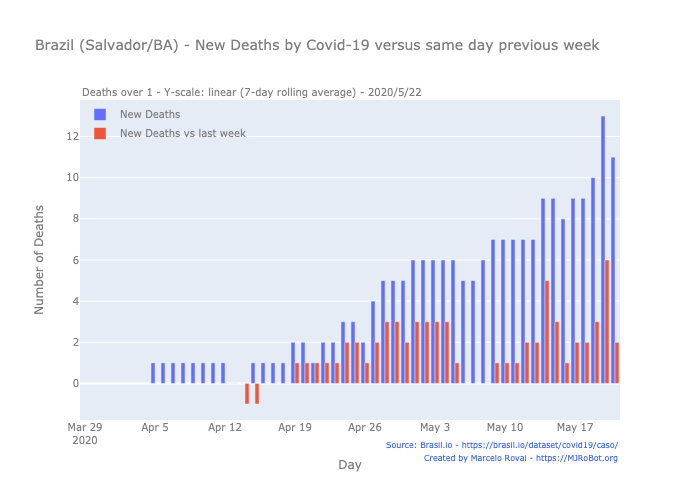 Brazil (Salvador/BA) - New Deaths by Covid-19 versus same day previous week
Deaths over 1 - Y-scale: linear (7-day rolling average) - 2020/5/22
New Deaths
New Deaths vs last week
12
10
8
6
4
2
0
Number of Deaths
Mar 29 Apr 5 Apr 12 Apr 19 Apr 26 May 3 May 10 May 17
2020
Source: Brasil.io - https://brasil.io/dataset/covid19/caso/
Created by Marcelo Rovai - https://MJRoBot.org
Day